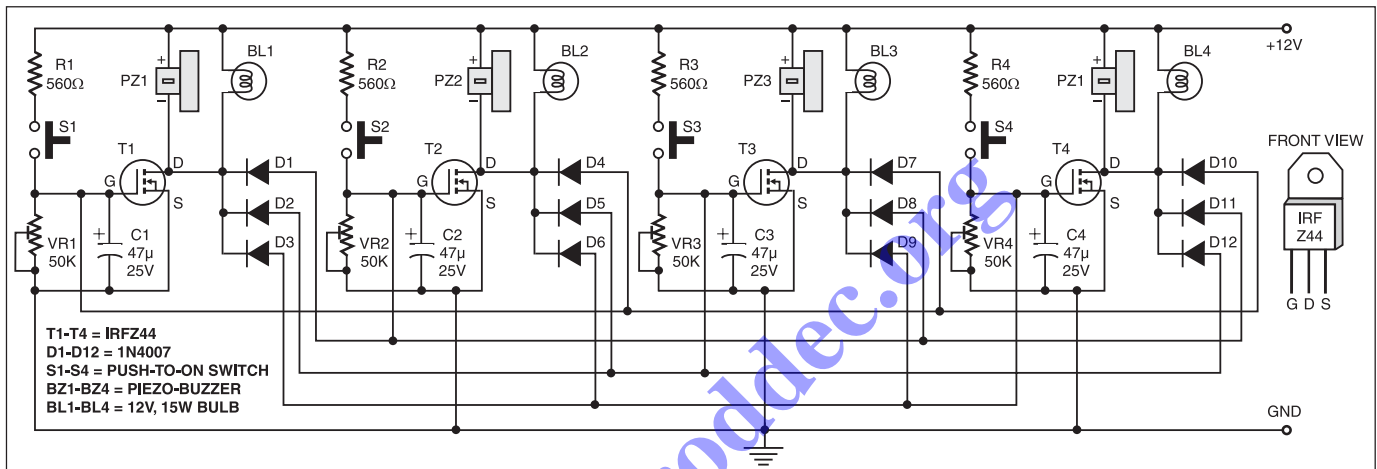 R1
560Ω
S1
VR1
50K
G
T1
D
S
C1
47µ
25V
+
PZ1
+
−
BL1
D1
D2
D3
R2
560Ω
S2
VR2
50K
G
T2
D
S
C2
47µ
25V
+
PZ2
+
−
BL2
D4
D5
D6
R3
560Ω
S3
VR3
50K
G
T3
D
S
C3
47µ
25V
+
PZ3
+
−
BL3
D7
D8
D9
R4
560Ω
S4
VR4
50K
G
T4
D
S
C4
47µ
25V
+
PZ1
+
−
BL4
D10
D11
D12
+12V
FRONT VIEW
IRF
Z44
G D S
GND
T1-T4 = IRFZ44
D1-D12 = 1N4007
S1-S4 = PUSH-TO-ON SWITCH
BZ1-BZ4 = PIEZO-BUZZER
BL1-BL4 = 12V, 15W BULB
oddec.org